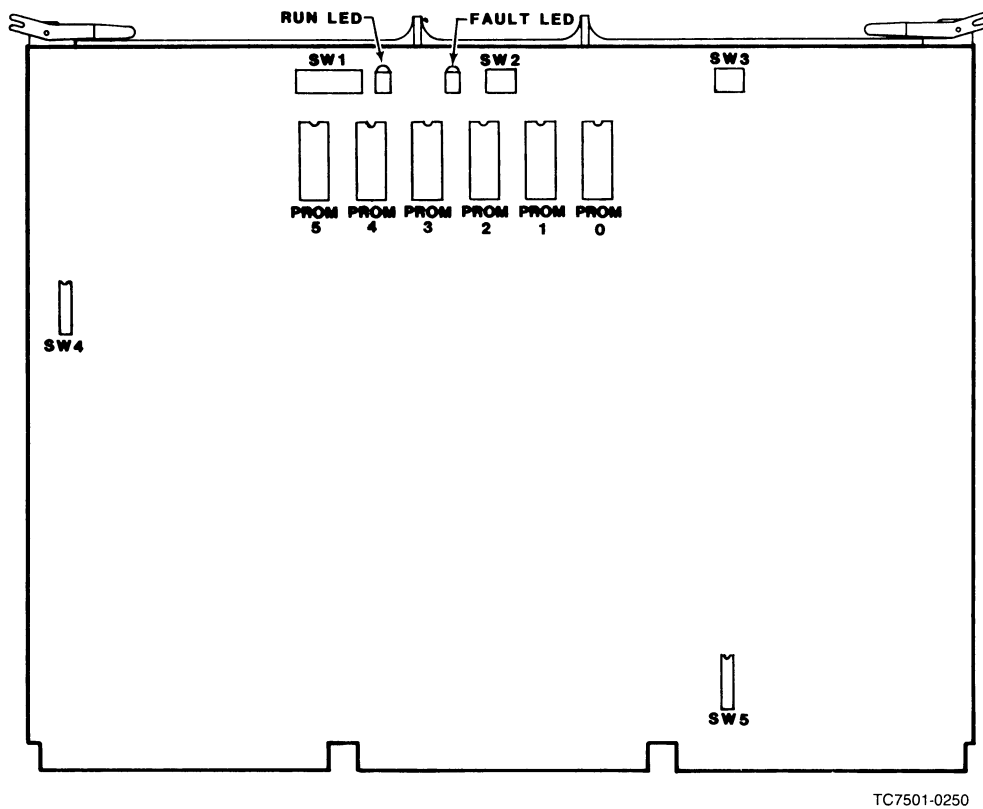 RUN LED
FAULT LED
SW1
SW2
SW3
PROM
5
PROM
4
PROM
3
PROM
2
PROM
1
PROM
0
SW4
SW5
TC7501-0250